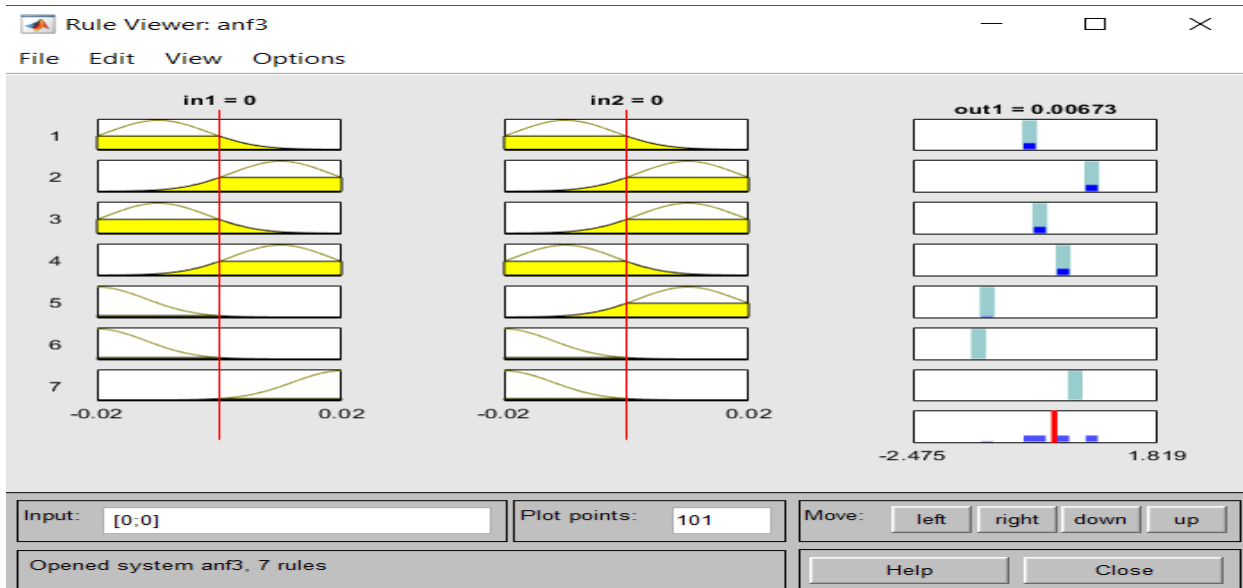 Rule Viewer: anf3
File Edit View Options
in1 = 0 in2 = 0 out1 = 0.00673
1
2
3
4
5
6
7
-0.02 0.02 -0.02 0.02
-2.475 1.819
Input: [0;0] Plot points: 101 Move: left right down up
Opened system anf3, 7 rules Help Close